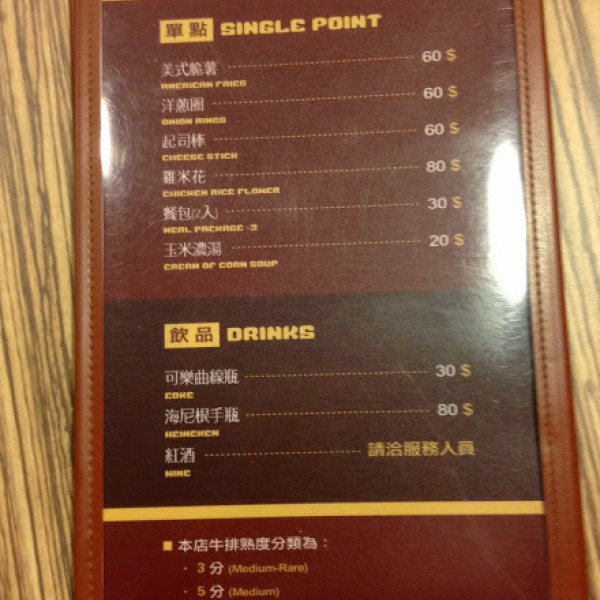 單點 SINGLE POINT
美式脆薯 60 $
AMERICAN FRIES
洋蔥圈 60 $
ONION RINGS
起司棒 60 $
CHEESE STICK
雞米花 80 $
CHICKEN RICE FLOWER
餐包(2入) 30 $
MEAL PACKAGE -2
玉米濃湯 20 $
CREAM OF CORN SOUP
飲品 DRINKS
可樂曲線瓶 30 $
COKE
海尼根手瓶 80 $
HEINEKEN
紅酒 請洽服務人員
WINE
■ 本店牛排熟度分類為：
· 3 分 (Medium-Rare)
· 5 分 (Medium)